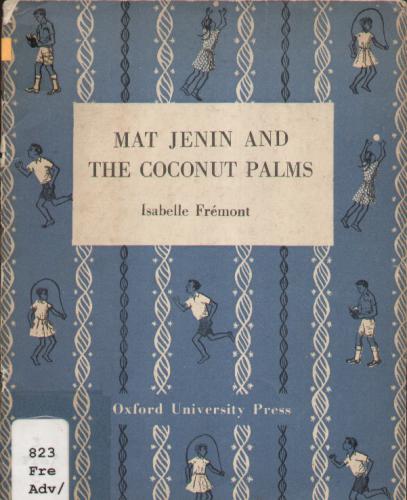 MAT JENIN AND
THE COCONUT PALMS
Isabelle Frémont
Oxford University Press
823
Fre
Adv/